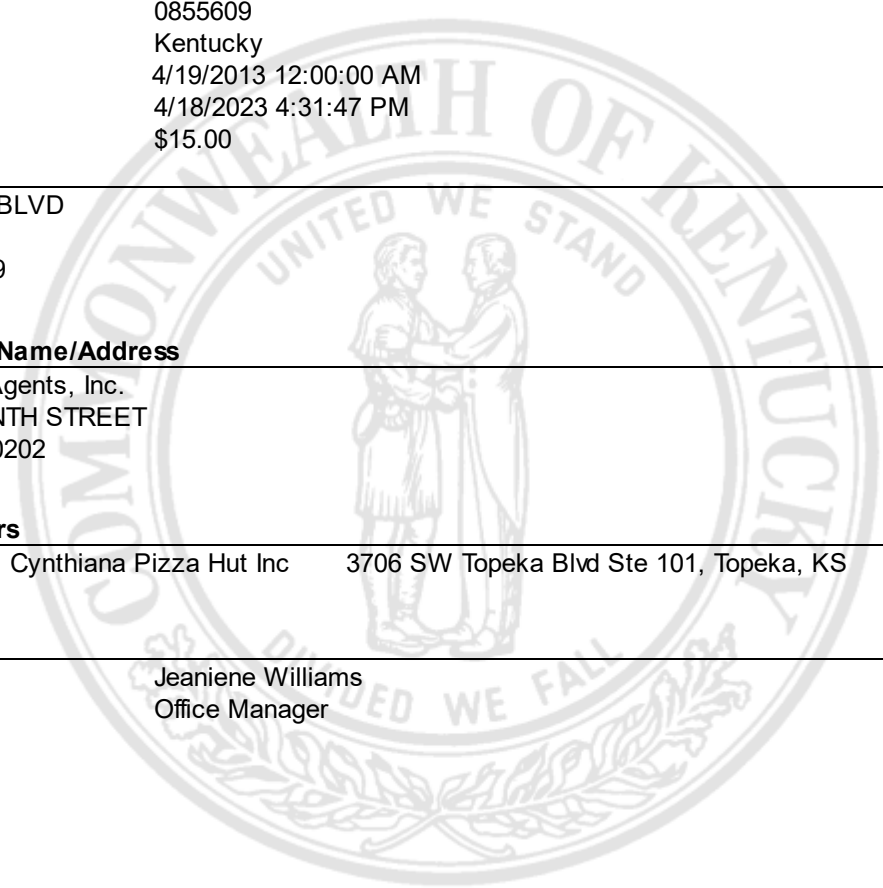 0855609
Kentucky
4/19/2013 12:00:00 AM
4/18/2023 4:31:47 PM
$15.00
BLVD
9
Name/Address
Agents, Inc.
NTH STREET
0202
rs
Cynthiana Pizza Hut Inc 3706 SW Topeka Blvd Ste 101, Topeka, KS
Jeaniene Williams
Office Manager
COMMONWEALTH OF KENTUCKY
UNITED WE STAND
DIVIDED WE FALL